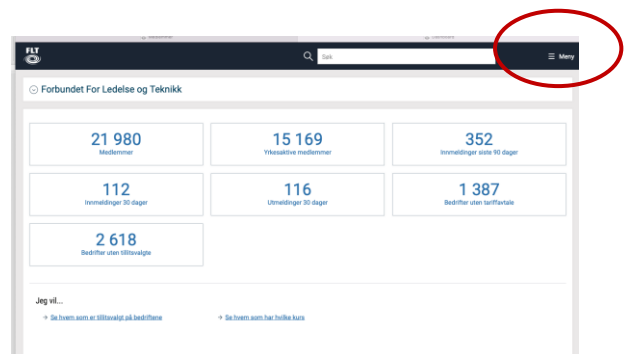 FLT
Søk
☰ Meny
Forbundet For Ledelse og Teknikk
21 980
Medlemmer
15 169
Yrkesaktive medlemmer
352
Innmeldinger siste 90 dager
112
Innmeldinger 30 dager
116
Utmeldinger 30 dager
1 387
Bedrifter uten tariffavtale
2 618
Bedrifter uten tillitsvalgte
Jeg vil...
→ Se hvem som er tillitsvalgt på bedriftene
→ Se hvem som har hvilke kurs